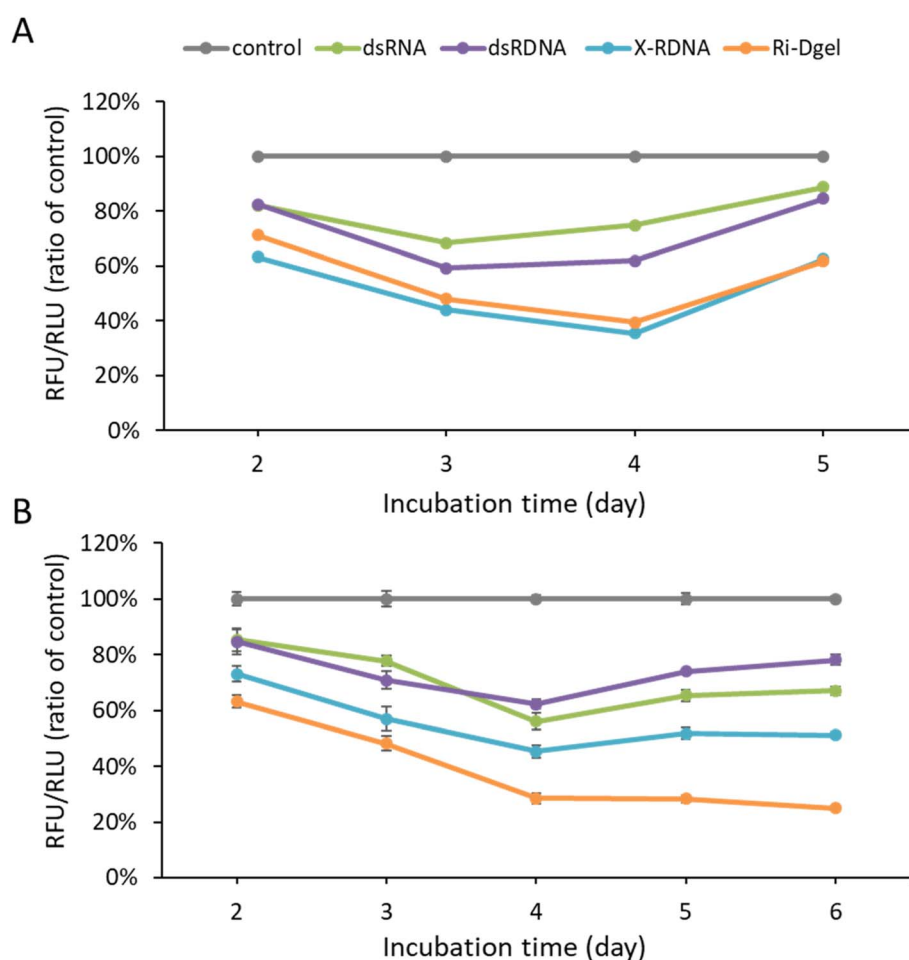 A
control dsRNA dsRDNA X-RDNA Ri-Dgel
RFU/RLU (ratio of control)
120%
100%
80%
60%
40%
20%
0%
2 3 4 5
Incubation time (day)
B
RFU/RLU (ratio of control)
120%
100%
80%
60%
40%
20%
0%
2 3 4 5 6
Incubation time (day)